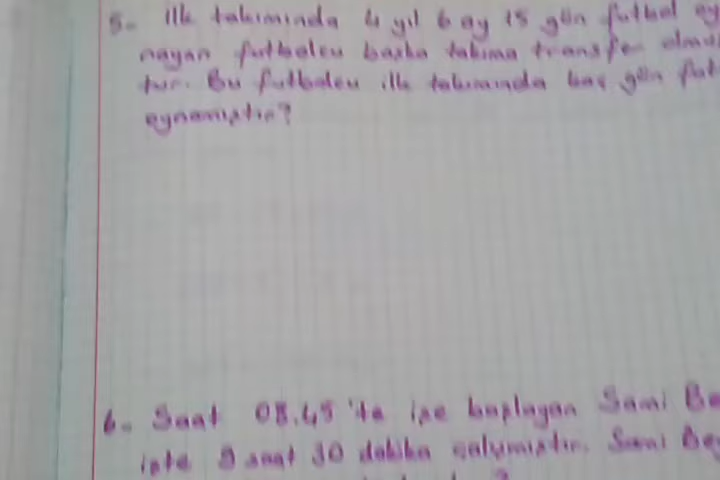 5- İlk takımında 4 yıl 6 ay 15 gün futbol oy
nayan futbolcu başka takıma transfer olmuş
tur. Bu futbolcu ilk takımında kaç gün fut
oynamıştır?
6- Saat 08.45'te işe başlayan Sami Be
işte 9 saat 30 dakika çalışmıştır. Sami Bey